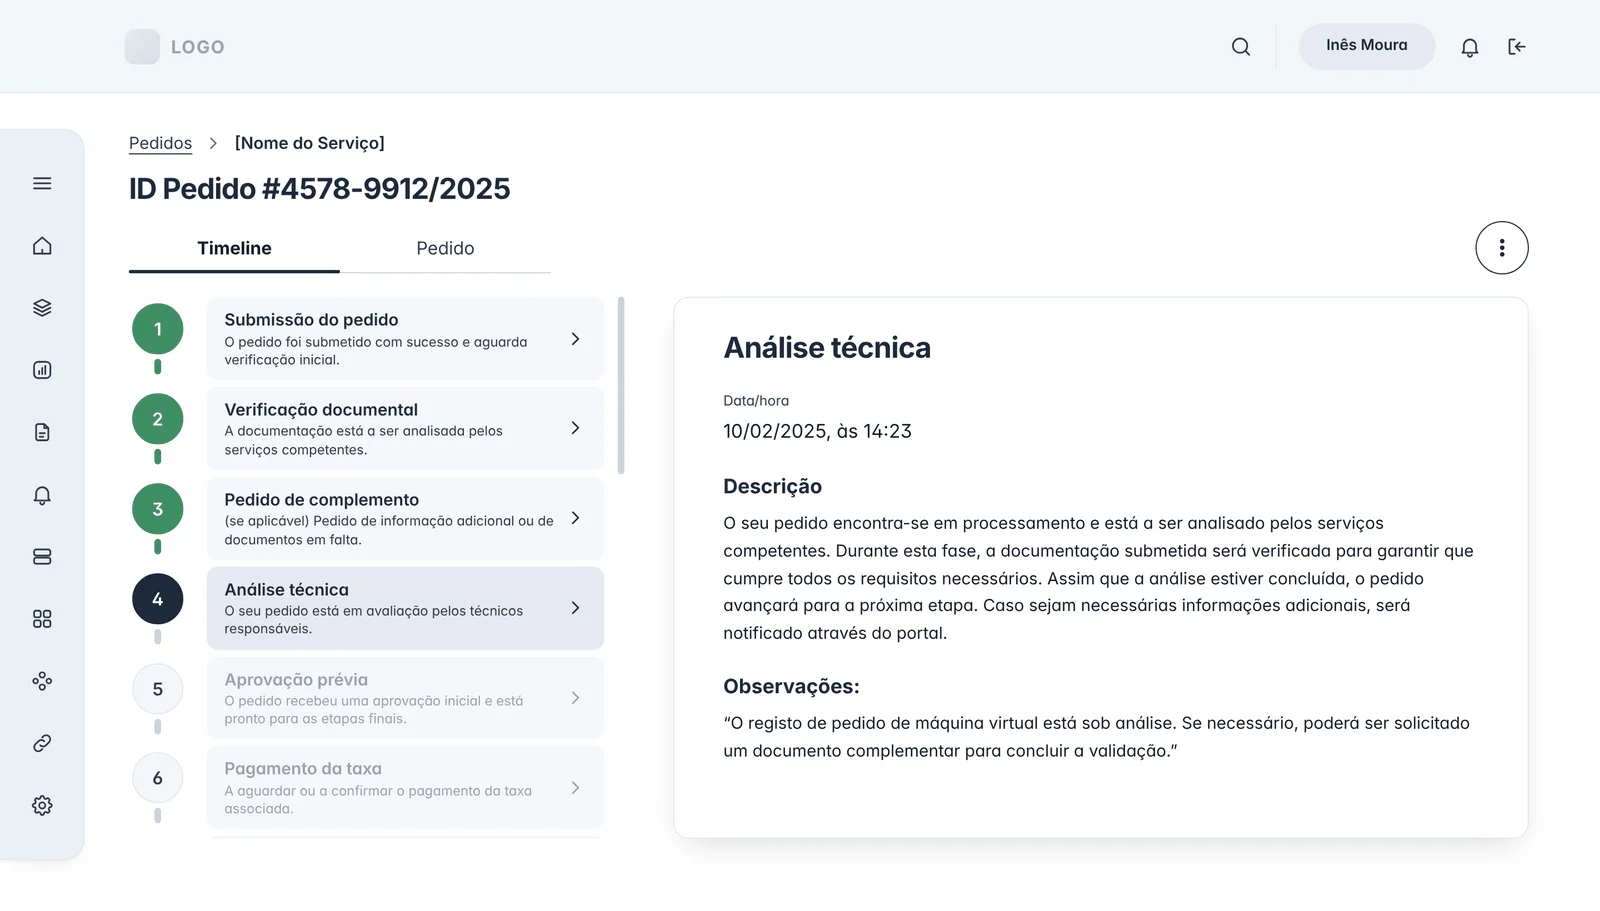 LOGO
Inês Moura
Pedidos > [Nome do Serviço]
ID Pedido #4578-9912/2025
Timeline
Pedido
1
Submissão do pedido
O pedido foi submetido com sucesso e aguarda
verificação inicial.
2
Verificação documental
A documentação está a ser analisada pelos
serviços competentes.
3
Pedido de complemento
(se aplicável) Pedido de informação adicional ou de
documentos em falta.
4
Análise técnica
O seu pedido está em avaliação pelos técnicos
responsáveis.
5
Aprovação prévia
O pedido recebeu uma aprovação inicial e está
pronto para as etapas finais.
6
Pagamento da taxa
A aguardar ou a confirmar o pagamento da taxa
associada.
Análise técnica
Data/hora
10/02/2025, às 14:23
Descrição
O seu pedido encontra-se em processamento e está a ser analisado pelos serviços
competentes. Durante esta fase, a documentação submetida será verificada para garantir que
cumpre todos os requisitos necessários. Assim que a análise estiver concluída, o pedido
avançará para a próxima etapa. Caso sejam necessárias informações adicionais, será
notificado através do portal.
Observações:
“O registo de pedido de máquina virtual está sob análise. Se necessário, poderá ser solicitado
um documento complementar para concluir a validação.”